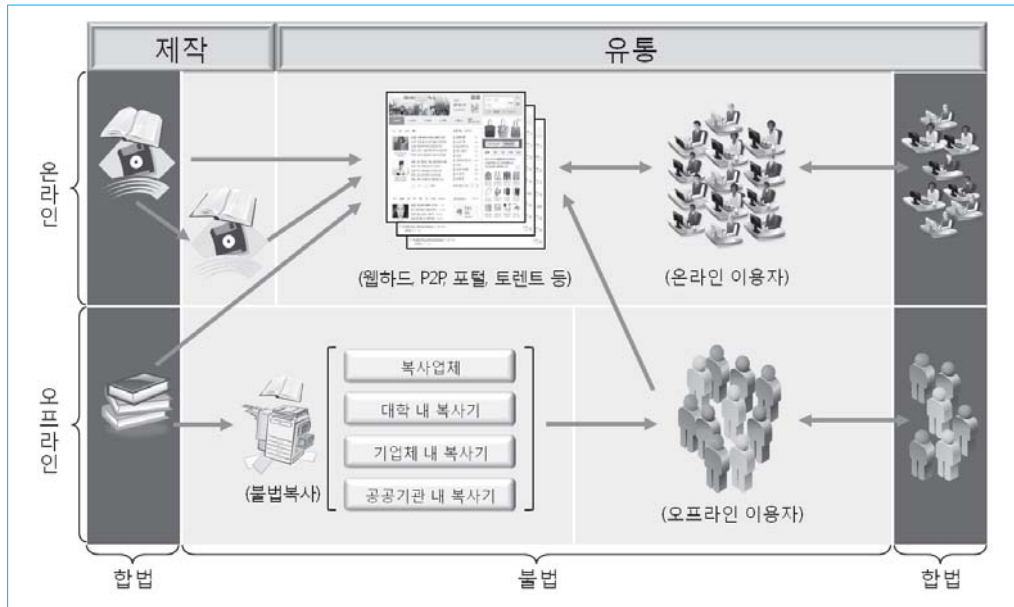 제작
유통
온라인
(웹하드, P2P, 포털, 토렌트 등)
(온라인 이용자)
오프라인
(불법복사)
복사업체
대학 내 복사기
기업체 내 복사기
공공기관 내 복사기
(오프라인 이용자)
합법
불법
합법